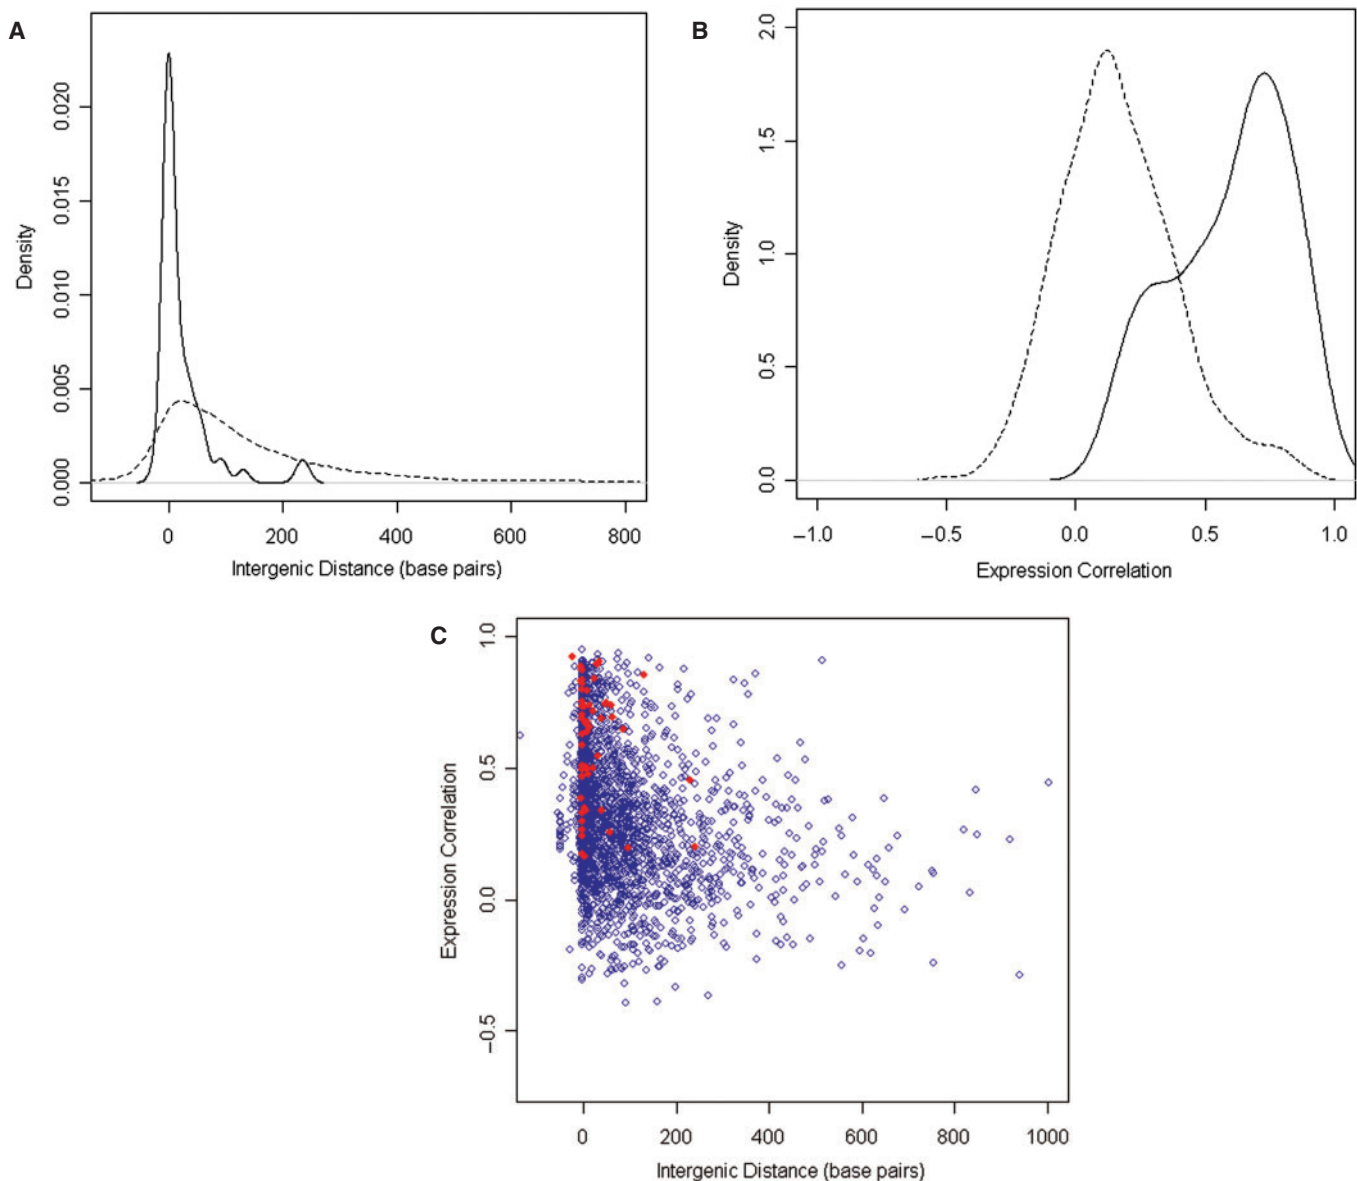 A
Density
0.000 0.005 0.010 0.015 0.020
0 200 400 600 800
Intergenic Distance (base pairs)
B
Density
0.0 0.5 1.0 1.5 2.0
−1.0 −0.5 0.0 0.5 1.0
Expression Correlation
C
Expression Correlation
−0.5 0.0 0.5 1.0
0 200 400 600 800 1000
Intergenic Distance (base pairs)